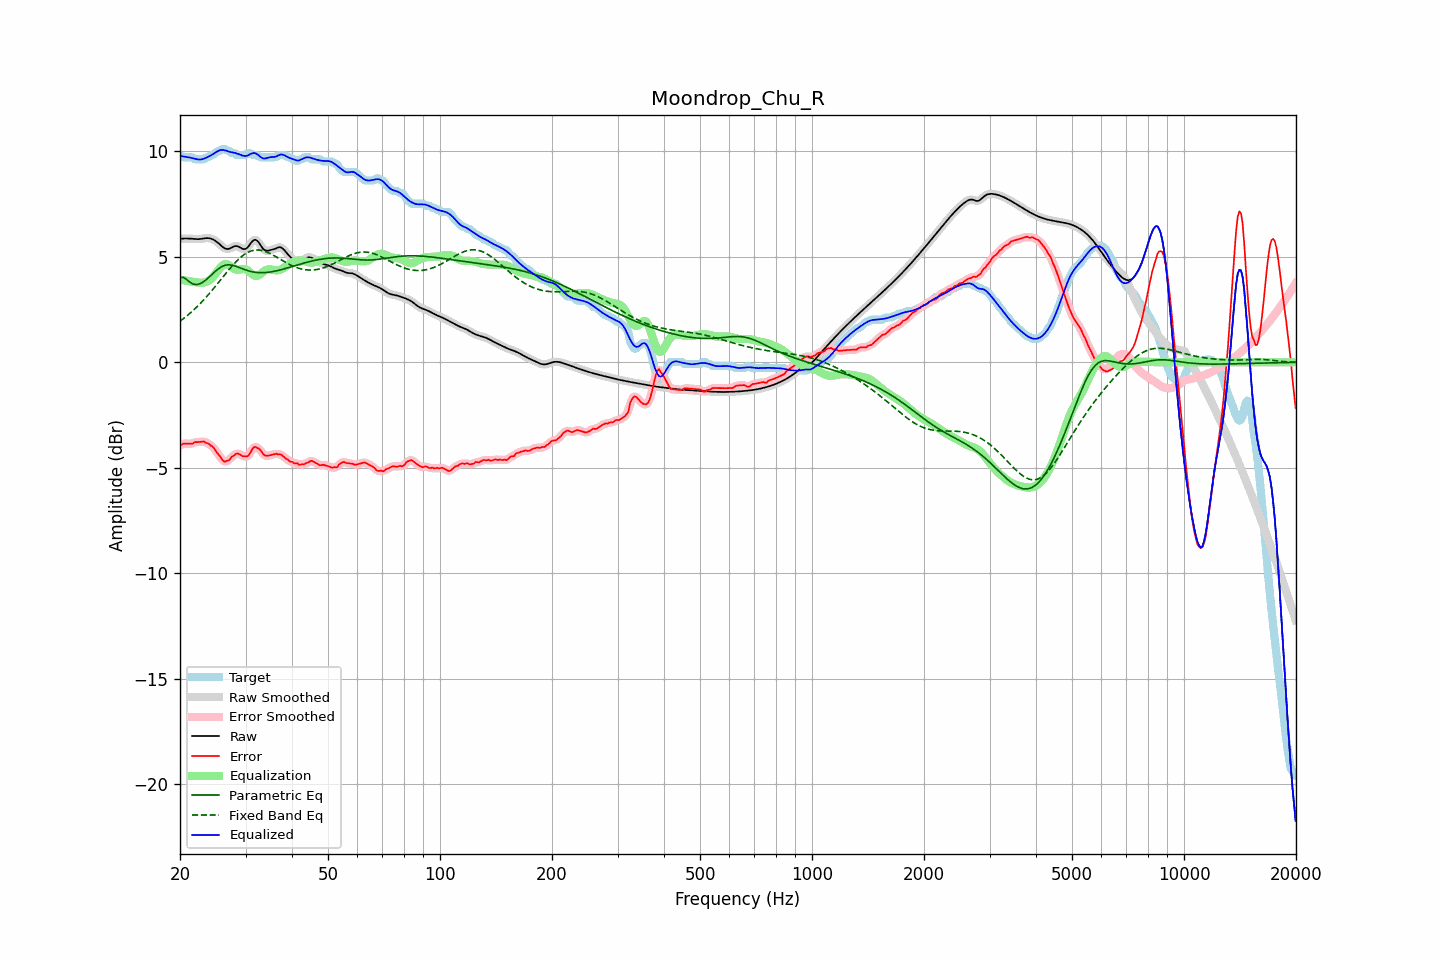 Moondrop_Chu_R
10
5
0
−5
−10
−15
−20
Amplitude (dBr)
Target
Raw Smoothed
Error Smoothed
Raw
Error
Equalization
Parametric Eq
Fixed Band Eq
Equalized
20 50 100 200 500 1000 2000 5000 10000 20000
Frequency (Hz)